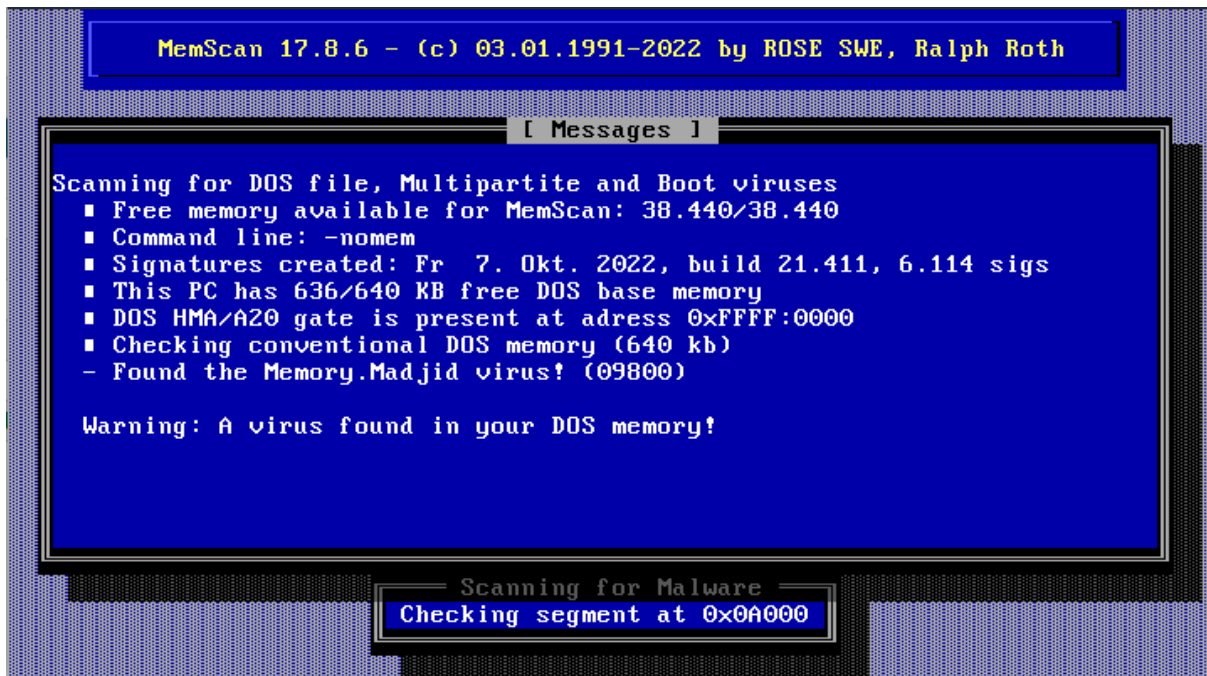 MemScan 17.8.6 - (c) 03.01.1991-2022 by ROSE SWE, Ralph Roth
[ Messages ]
Scanning for DOS file, Multipartite and Boot viruses
▪ Free memory available for MemScan: 38.440/38.440
▪ Command line: -nomem
▪ Signatures created: Fr  7. Okt. 2022, build 21.411, 6.114 sigs
▪ This PC has 636/640 KB free DOS base memory
▪ DOS HMA/A20 gate is present at adress 0xFFFF:0000
▪ Checking conventional DOS memory (640 kb)
- Found the Memory.Madjid virus! (09800)
Warning: A virus found in your DOS memory!
Scanning for Malware
Checking segment at 0x0A000